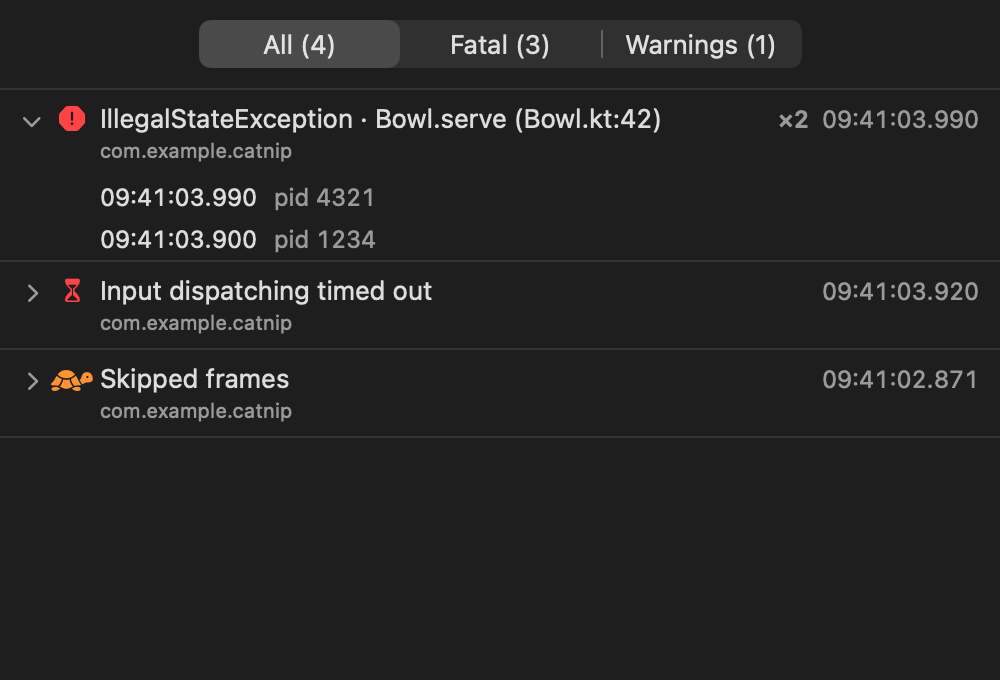 All (4) Fatal (3) Warnings (1)
IllegalStateException · Bowl.serve (Bowl.kt:42) ×2 09:41:03.990
com.example.catnip
09:41:03.990 pid 4321
09:41:03.900 pid 1234
Input dispatching timed out 09:41:03.920
com.example.catnip
Skipped frames 09:41:02.871
com.example.catnip